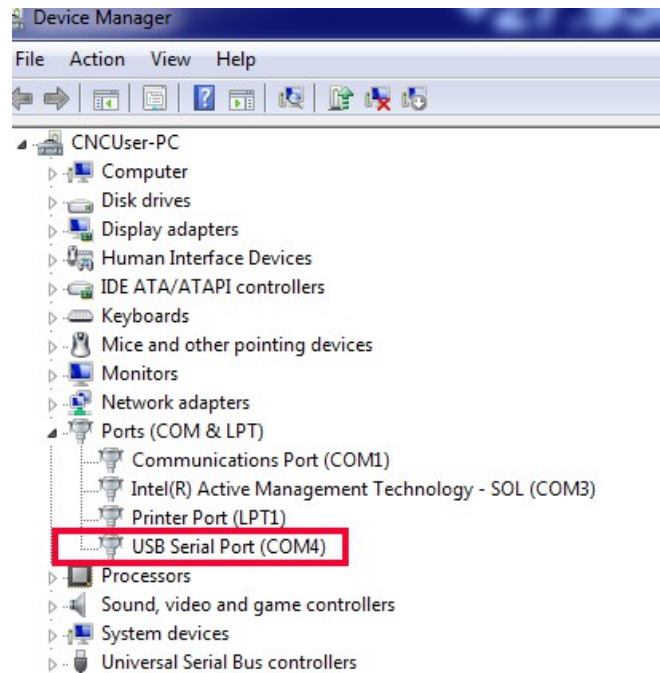 Device Manager
File Action View Help
CNCUser-PC
Computer
Disk drives
Display adapters
Human Interface Devices
IDE ATA/ATAPI controllers
Keyboards
Mice and other pointing devices
Monitors
Network adapters
Ports (COM & LPT)
Communications Port (COM1)
Intel(R) Active Management Technology - SOL (COM3)
Printer Port (LPT1)
USB Serial Port (COM4)
Processors
Sound, video and game controllers
System devices
Universal Serial Bus controllers